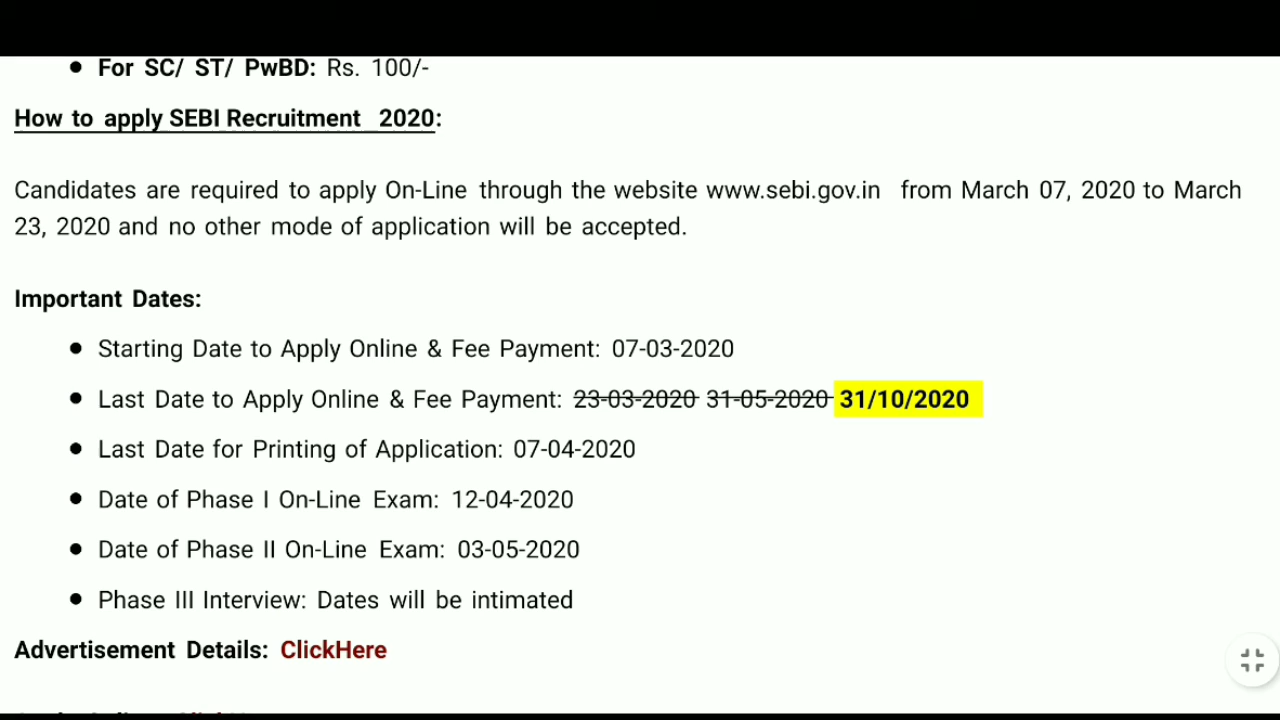 For SC/ ST/ PwBD: Rs. 100/-
How to apply SEBI Recruitment 2020:
Candidates are required to apply On-Line through the website www.sebi.gov.in from March 07, 2020 to March
23, 2020 and no other mode of application will be accepted.
Important Dates:
Starting Date to Apply Online & Fee Payment: 07-03-2020
Last Date to Apply Online & Fee Payment: 23-03-2020 31-05-2020 31/10/2020
Last Date for Printing of Application: 07-04-2020
Date of Phase I On-Line Exam: 12-04-2020
Date of Phase II On-Line Exam: 03-05-2020
Phase III Interview: Dates will be intimated
Advertisement Details: ClickHere